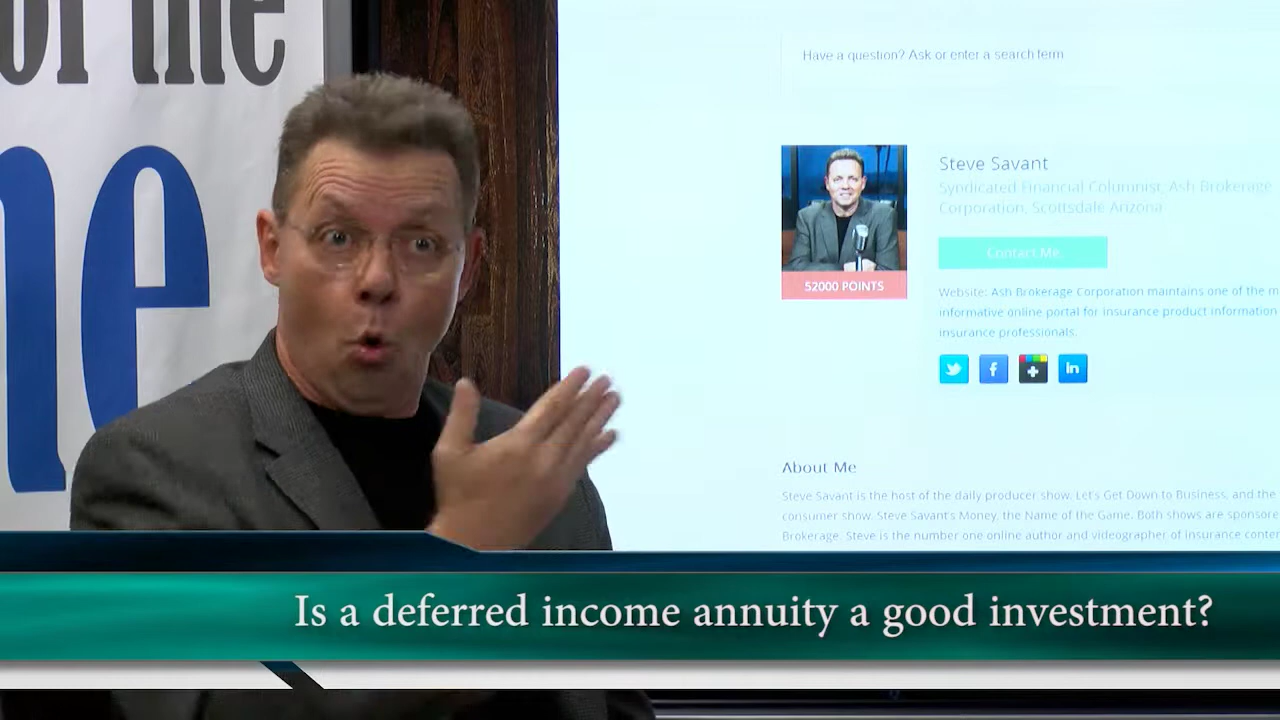 of the
Have a question? Ask or enter a search term
Steve Savant
Syndicated Financial Columnist, Ash Brokerage
Corporation, Scottsdale Arizona
Contact Me
52000 POINTS
Website: Ash Brokerage Corporation maintains one of the m
informative online portal for insurance product information
insurance professionals.
in
About Me
Steve Savant is the host of the daily producer show. Let's Get Down to Business, and the
consumer show. Steve Savant's Money, the Name of the Game. Both shows are sponsore
Brokerage. Steve is the number one online author and videographer of insurance conte
Is a deferred income annuity a good investment?